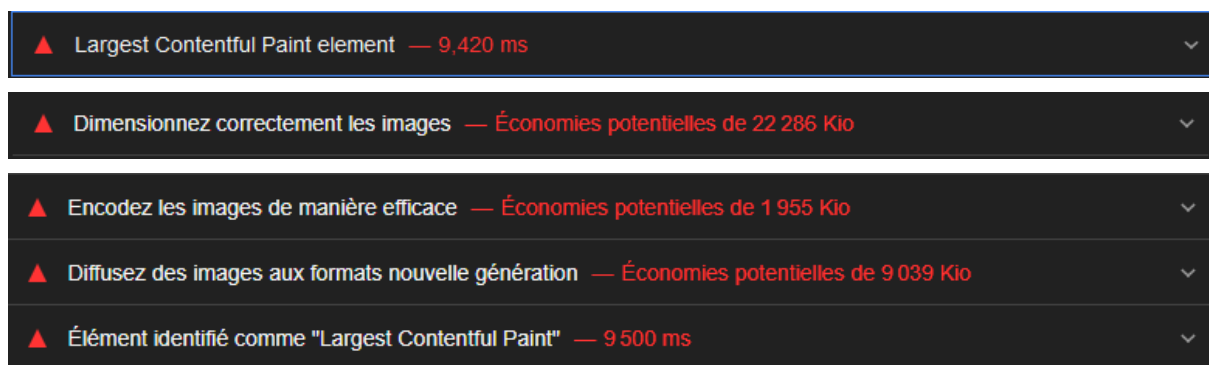 Largest Contentful Paint element — 9,420 ms
Dimensionnez correctement les images — Économies potentielles de 22 286 Kio
Encodez les images de manière efficace — Économies potentielles de 1 955 Kio
Diffusez des images aux formats nouvelle génération — Économies potentielles de 9 039 Kio
Élément identifié comme "Largest Contentful Paint" — 9 500 ms